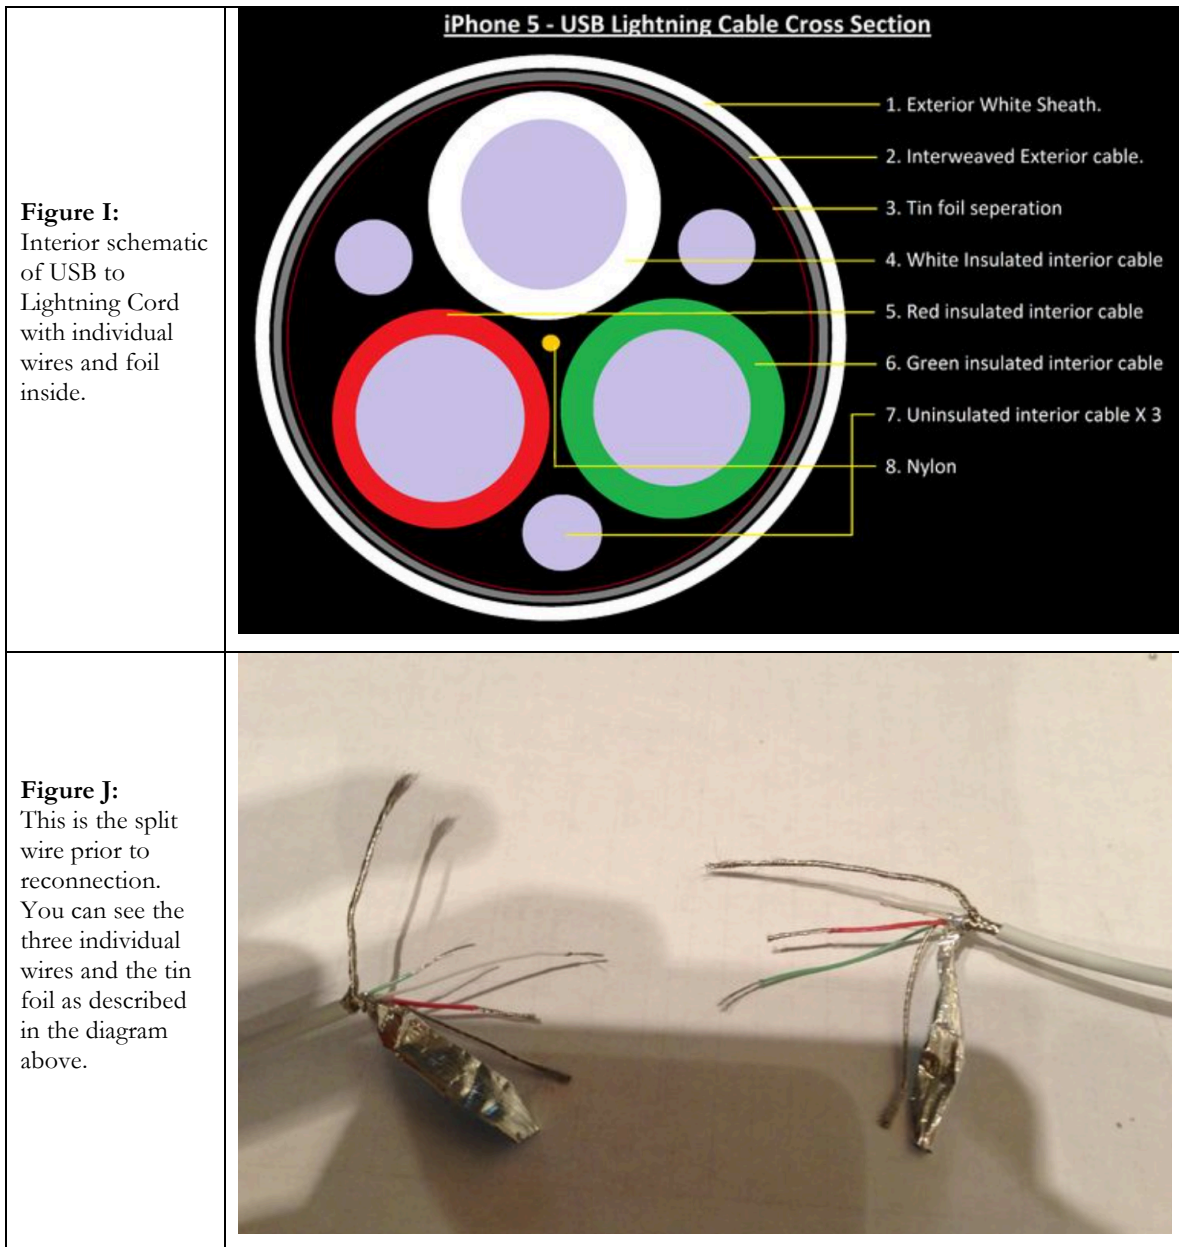 iPhone 5 - USB Lightning Cable Cross Section
1. Exterior White Sheath.
2. Interweaved Exterior cable.
3. Tin foil seperation
4. White Insulated interior cable
5. Red insulated interior cable
6. Green insulated interior cable
7. Uninsulated interior cable X 3
8. Nylon
Figure I:
Interior schematic
of USB to
Lightning Cord
with individual
wires and foil
inside.
Figure J:
This is the split
wire prior to
reconnection.
You can see the
three individual
wires and the tin
foil as described
in the diagram
above.